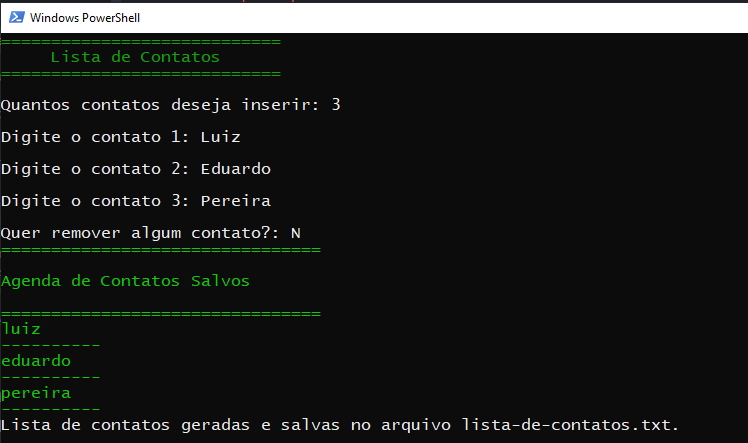 Windows PowerShell
============================
Lista de Contatos
============================
Quantos contatos deseja inserir: 3
Digite o contato 1: Luiz
Digite o contato 2: Eduardo
Digite o contato 3: Pereira
Quer remover algum contato?: N
================================
Agenda de Contatos Salvos
================================
luiz
----------
eduardo
----------
pereira
----------
Lista de contatos geradas e salvas no arquivo lista-de-contatos.txt.